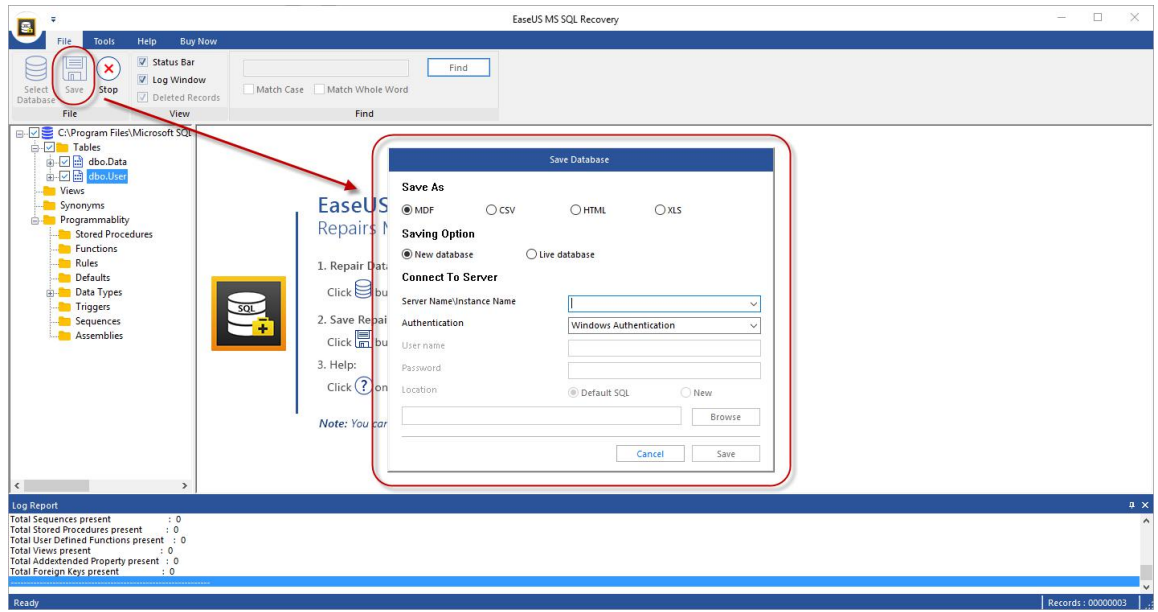 EaseUS MS SQL Recovery
File Tools Help Buy Now
Select Database
Save
Stop
File
Status Bar
Log Window
Deleted Records
View
Find
Match Case Match Whole Word
Find
C:\Program Files\Microsoft SQL
Tables
dbo.Data
dbo.User
Views
Synonyms
Programmablity
Stored Procedures
Functions
Rules
Defaults
Data Types
Triggers
Sequences
Assemblies
SQL
EaseUS
Repairs
1. Repair Data
Click
2. Save Repai
Click
3. Help:
Click ? on
Note: You can
Save Database
Save As
MDF CSV HTML XLS
Saving Option
New database Live database
Connect To Server
Server Name\Instance Name
Authentication Windows Authentication
User name
Password
Location Default SQL New
Browse
Cancel Save
Log Report
Total Sequences present : 0
Total Stored Procedures present : 0
Total User Defined Functions present : 0
Total Views present : 0
Total Addextended Property present : 0
Total Foreign Keys present : 0
Ready Records : 00000003